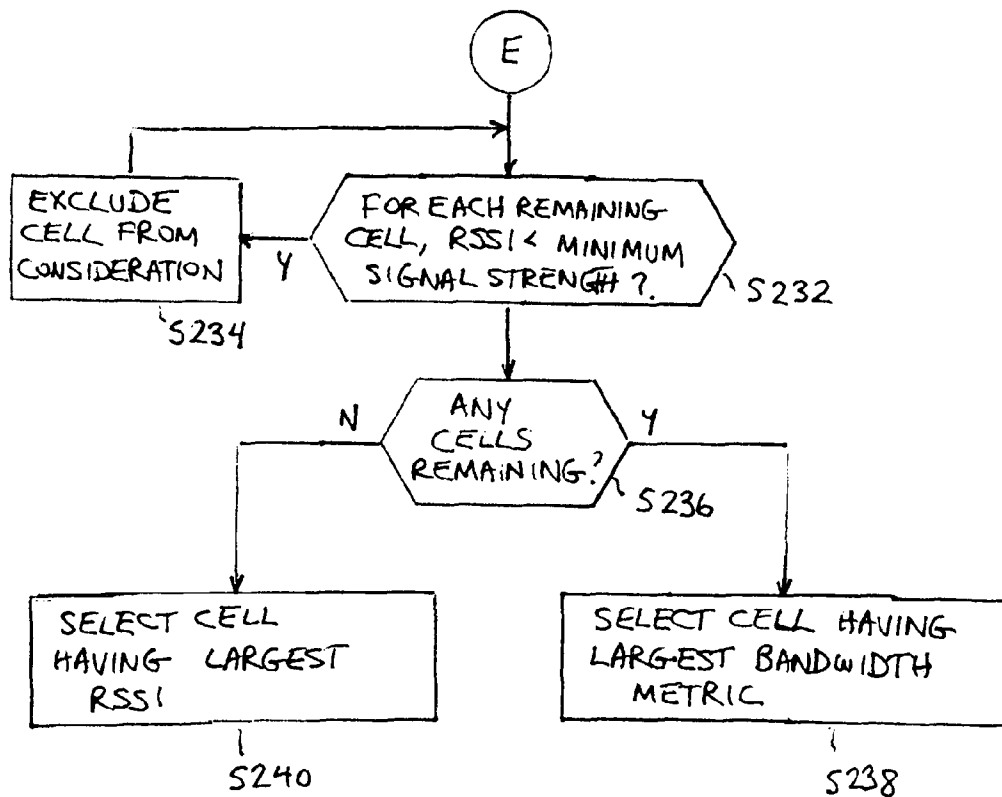 E
EXCLUDE
CELL FROM
CONSIDERATION
Y
S234
FOR EACH REMAINING
CELL, RSSI < MINIMUM
SIGNAL STRENGTH?
S232
N
ANY
CELLS
REMAINING?
Y
S236
SELECT CELL
HAVING LARGEST
RSSI
S240
SELECT CELL HAVING
LARGEST BANDWIDTH
METRIC
S238